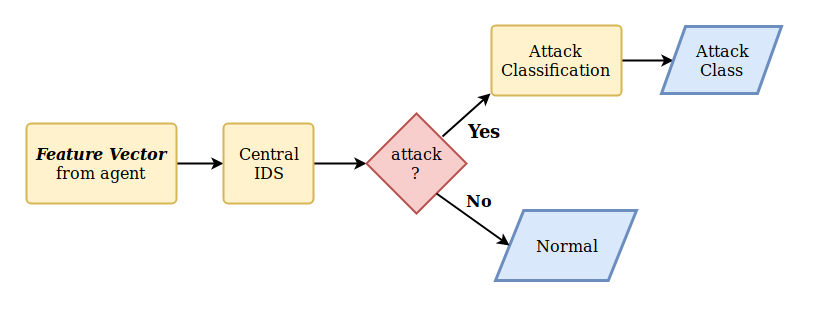 Feature Vector
from agent
Central
IDS
attack
?
Yes
Attack
Classification
Attack
Class
No
Normal